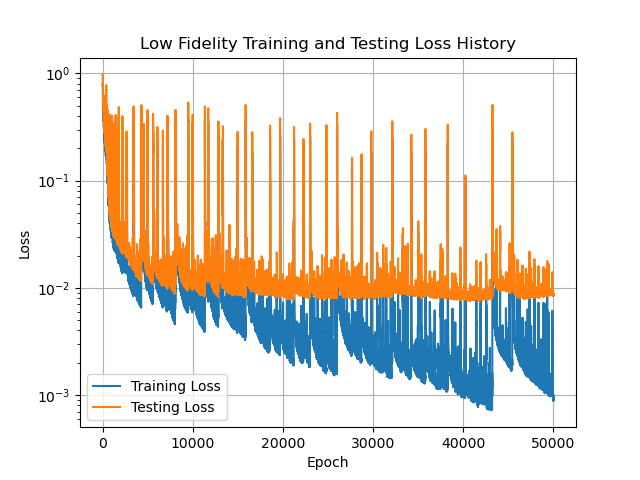 Low Fidelity Training and Testing Loss History
10⁰
10⁻¹
10⁻²
10⁻³
Loss
Training Loss
Testing Loss
0 10000 20000 30000 40000 50000
Epoch